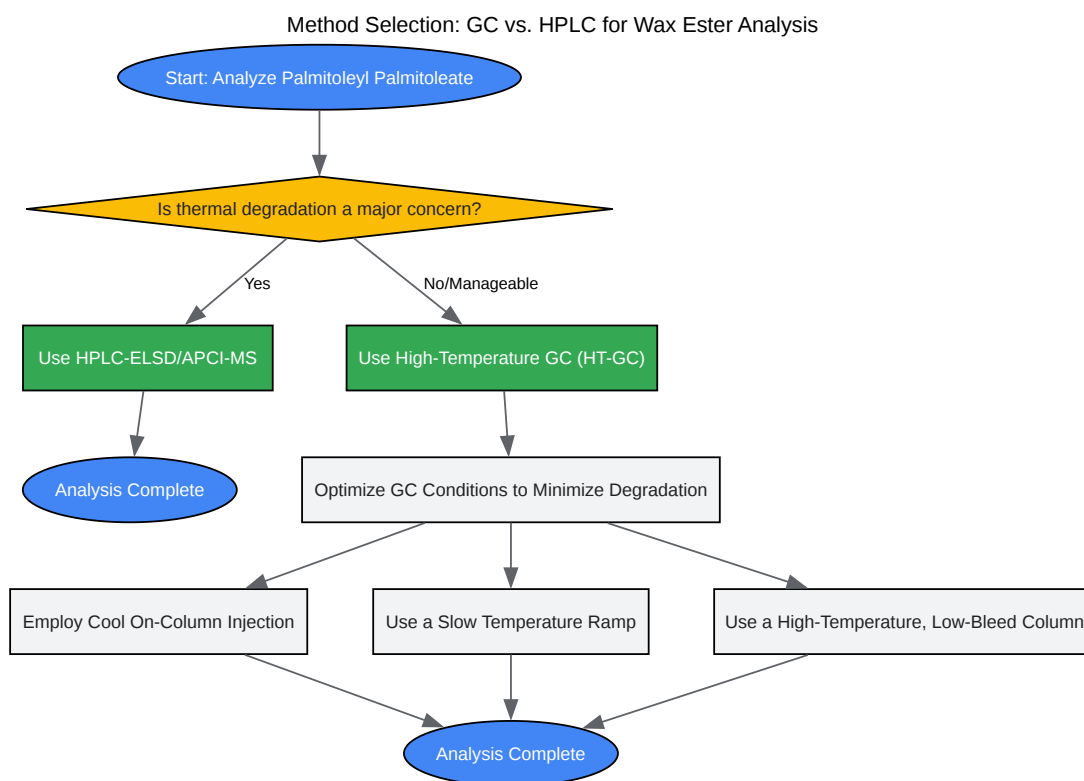 Method Selection: GC vs. HPLC for Wax Ester Analysis
Start: Analyze Palmitoleyl Palmitoleate
Is thermal degradation a major concern?
Yes
No/Manageable
Use HPLC-ELSD/APCI-MS
Use High-Temperature GC (HT-GC)
Analysis Complete
Optimize GC Conditions to Minimize Degradation
Employ Cool On-Column Injection
Use a Slow Temperature Ramp
Use a High-Temperature, Low-Bleed Column
Analysis Complete